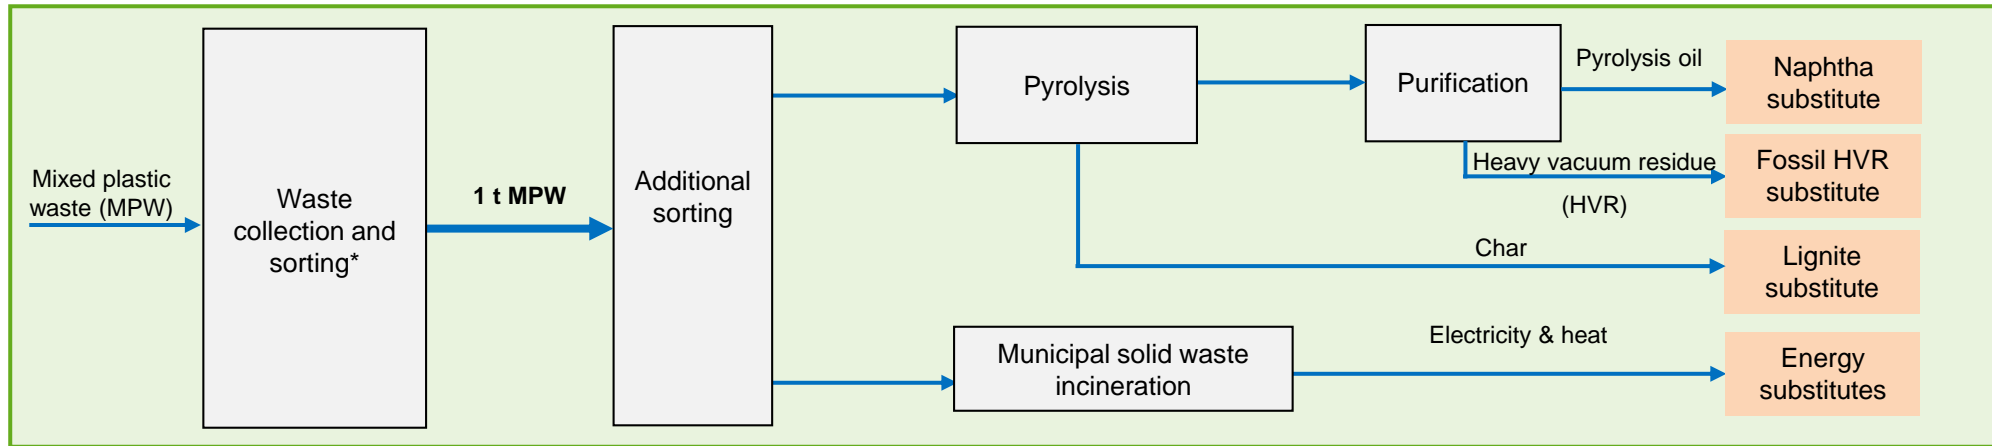 Mixed plastic
waste (MPW)
Waste
collection and
sorting*
1 t MPW
Additional
sorting
Pyrolysis
Purification
Pyrolysis oil
Naphtha
substitute
Heavy vacuum residue
(HVR)
Fossil HVR
substitute
Char
Lignite
substitute
Municipal solid waste
incineration
Electricity & heat
Energy
substitutes